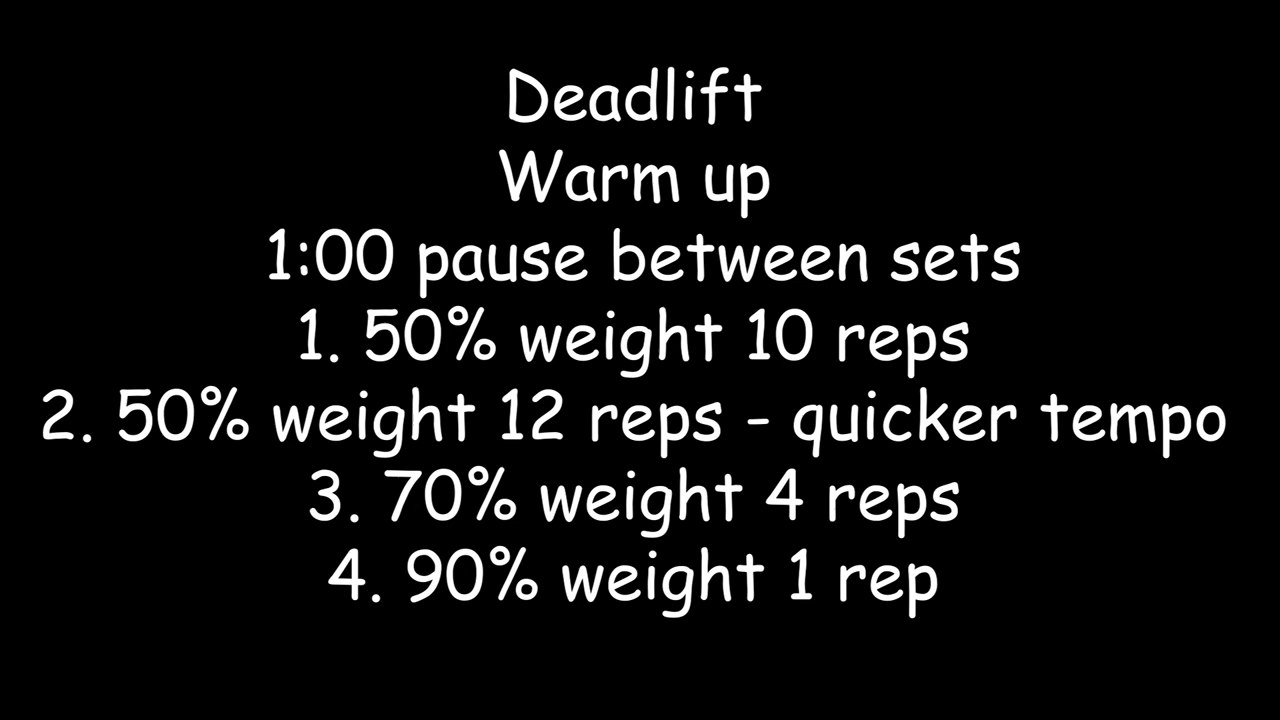 Deadlift
Warm up
1:00 pause between sets
1. 50% weight 10 reps
2. 50% weight 12 reps - quicker tempo
3. 70% weight 4 reps
4. 90% weight 1 rep